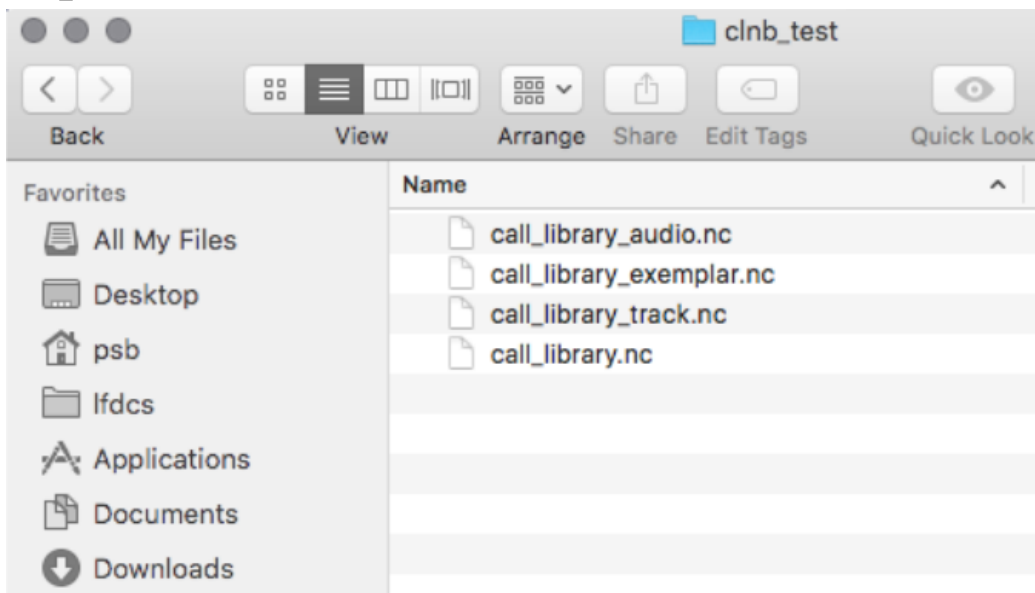 clnb_test
Back View Arrange Share Edit Tags Quick Look
Favorites
Name
All My Files
call_library_audio.nc
call_library_exemplar.nc
Desktop
call_library_track.nc
psb
call_library.nc
lfdcs
Applications
Documents
Downloads